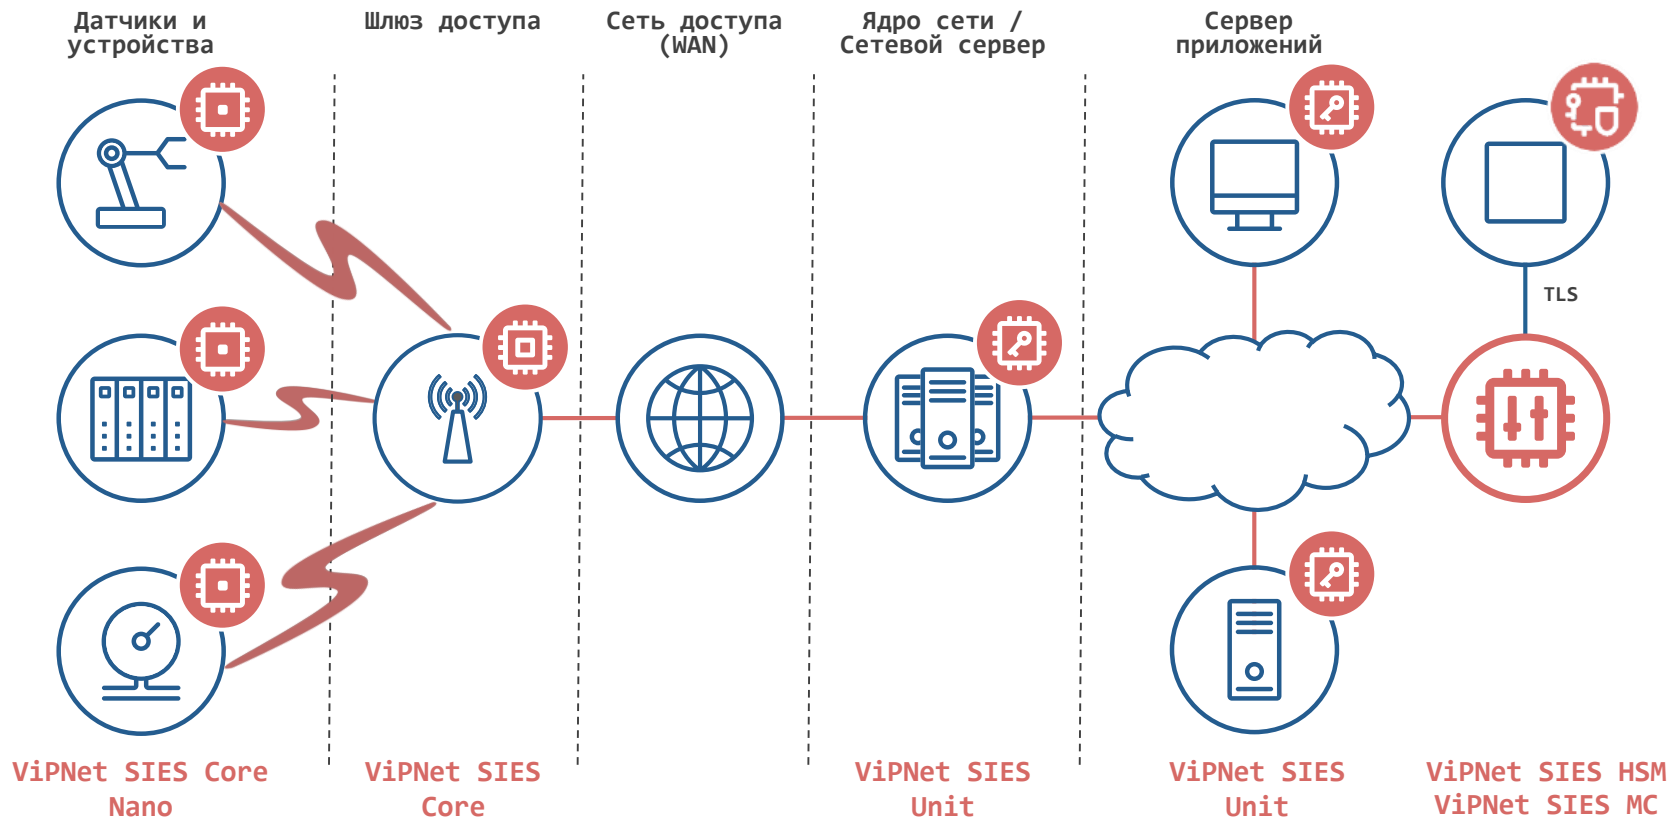 Датчики и
устройства
Шлюз доступа
Сеть доступа
(WAN)
Ядро сети /
Сетевой сервер
Сервер
приложений
TLS
ViPNet SIES Core
Nano
ViPNet SIES
Core
ViPNet SIES
Unit
ViPNet SIES
Unit
ViPNet SIES HSM
ViPNet SIES MC